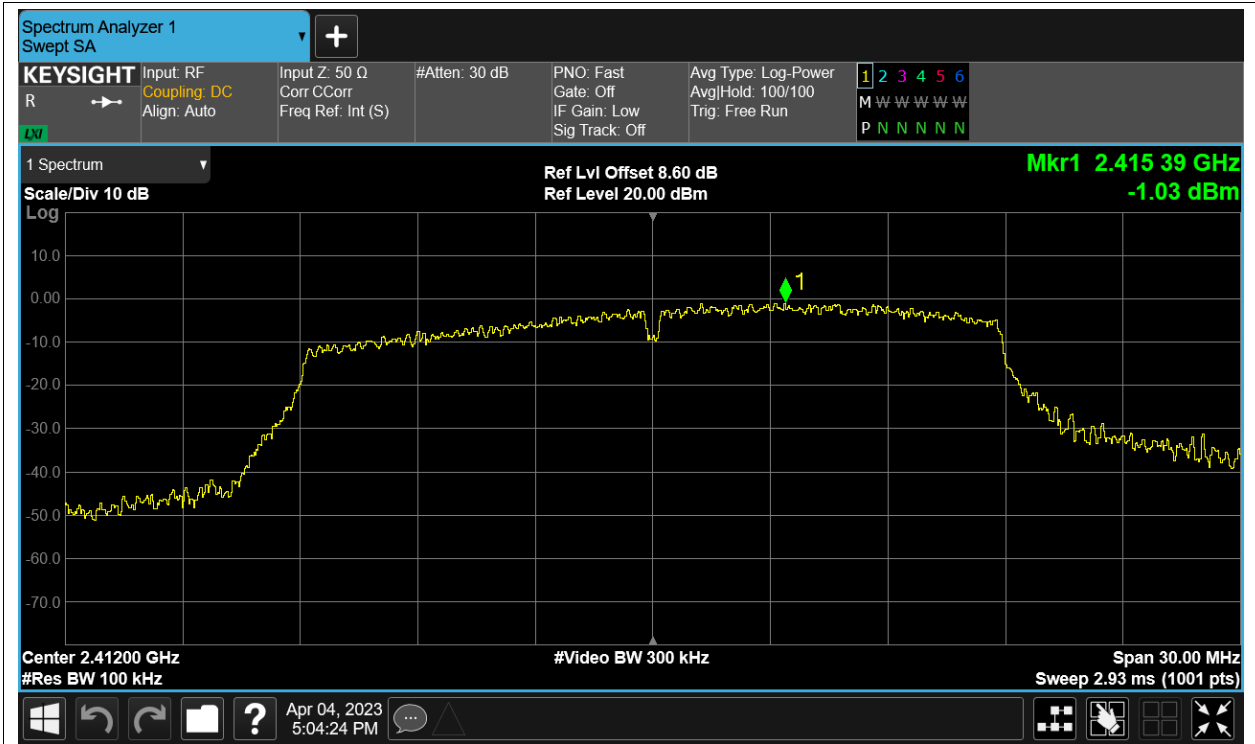 Spectrum Analyzer 1
Swept SA
KEYSIGHT
R
LXI
Input: RF
Coupling: DC
Align: Auto
Input Z: 50 Ω
Corr CCorr
Freq Ref: Int (S)
#Atten: 30 dB
PNO: Fast
Gate: Off
IF Gain: Low
Sig Track: Off
Avg Type: Log-Power
Avg|Hold: 100/100
Trig: Free Run
1 2 3 4 5 6
M W W W W W
P N N N N N
1 Spectrum
Scale/Div 10 dB
Ref Lvl Offset 8.60 dB
Ref Level 20.00 dBm
Mkr1 2.415 39 GHz
-1.03 dBm
Log
10.0
0.00
-10.0
-20.0
-30.0
-40.0
-50.0
-60.0
-70.0
1
Center 2.41200 GHz
#Res BW 100 kHz
#Video BW 300 kHz
Span 30.00 MHz
Sweep 2.93 ms (1001 pts)
?
Apr 04, 2023
5:04:24 PM